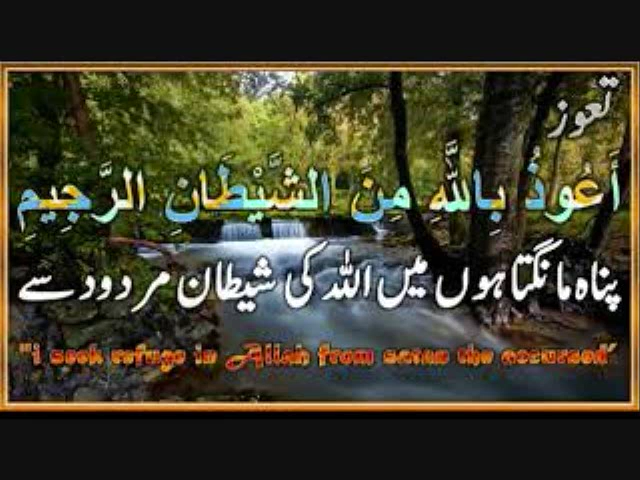 تعوز
أَعُوذُ بِاللَّهِ مِنَ الشَّيْطَانِ الرَّجِيمِ
پناہ مانگتا ہوں میں اللہ کی شیطان مردود سے
"i seek refuge in Allah from satan the accursed"